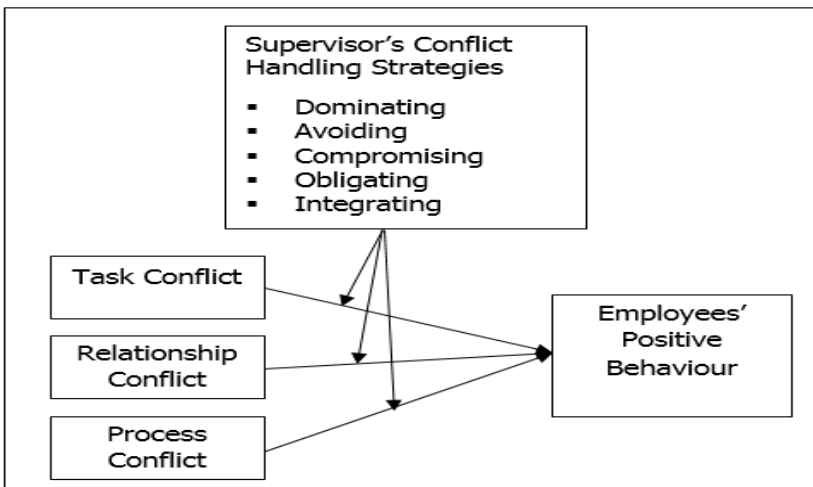 Supervisor's Conflict
Handling Strategies
▪ Dominating
▪ Avoiding
▪ Compromising
▪ Obligating
▪ Integrating
Task Conflict
Relationship
Conflict
Process
Conflict
Employees'
Positive
Behaviour